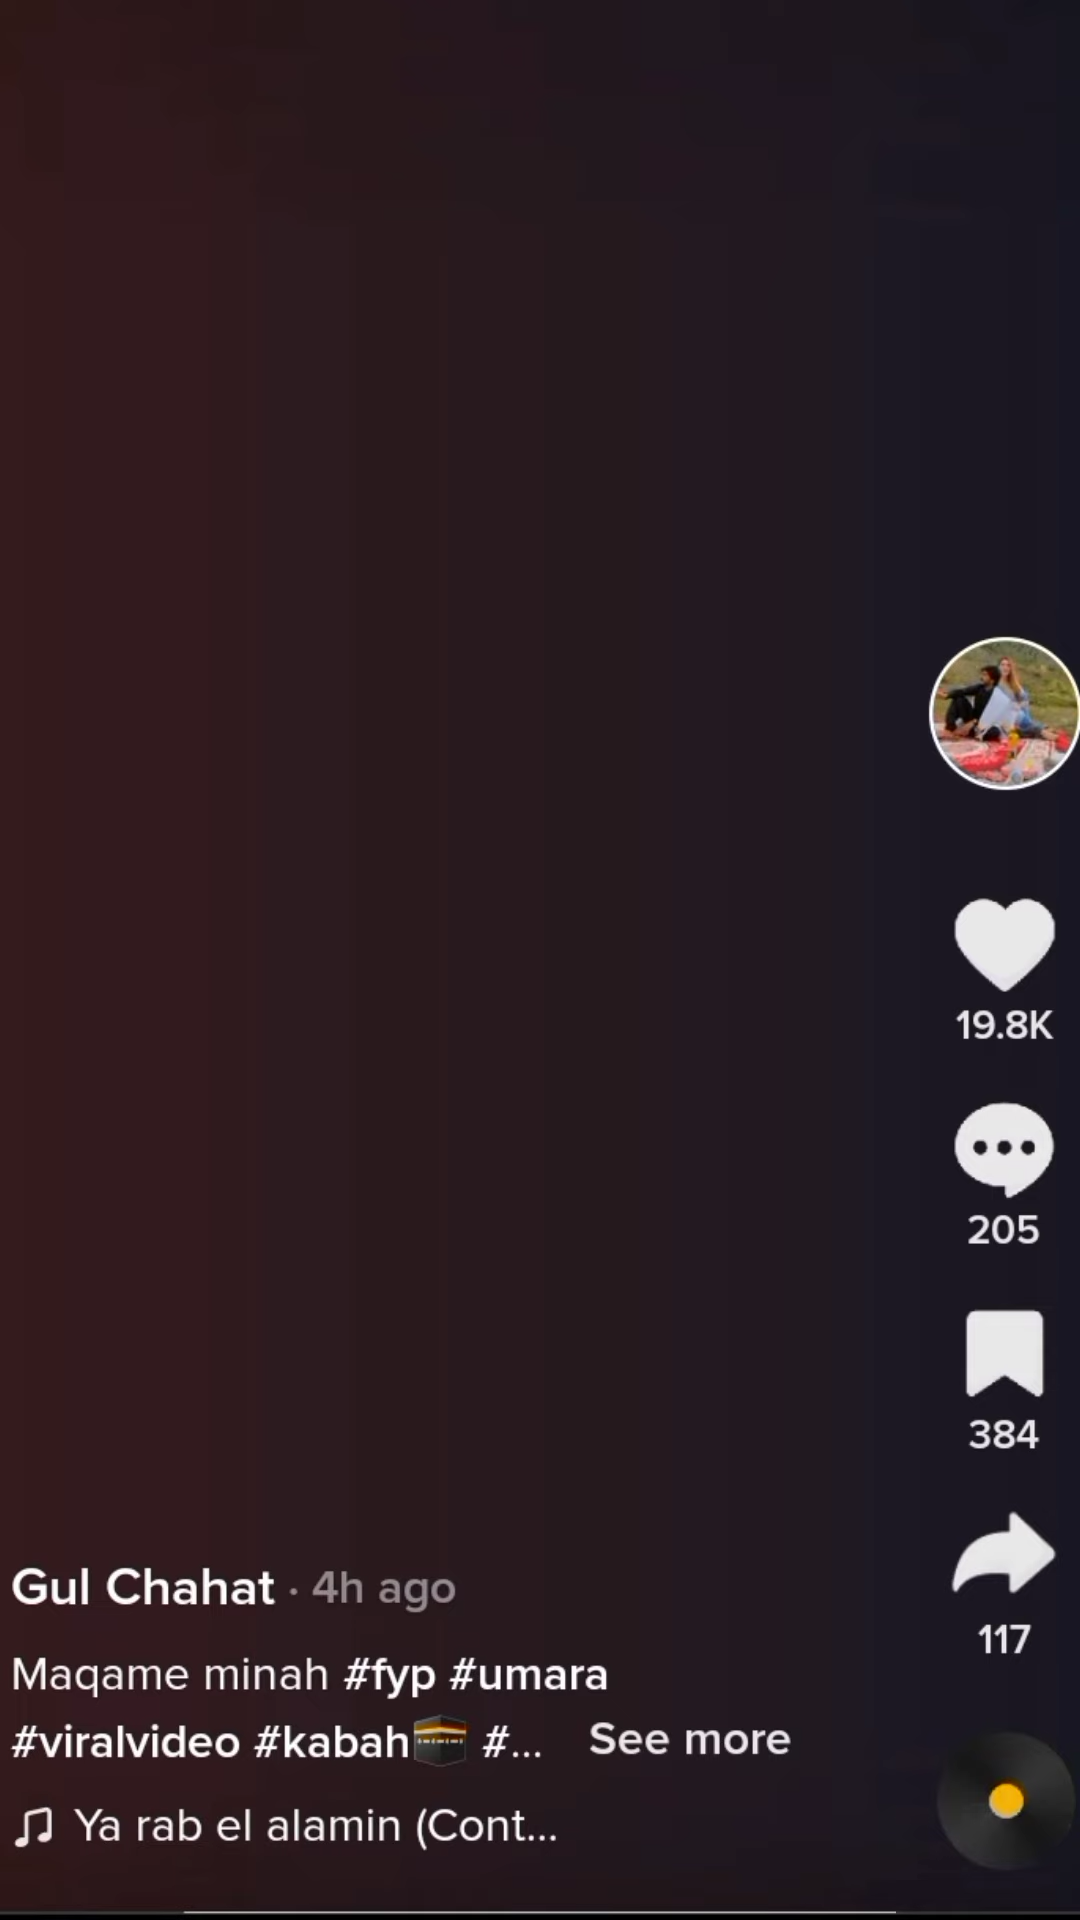 19.8K
205
384
117
Gul Chahat · 4h ago
Maqame minah #fyp #umara
#viralvideo #kabah🕋 #... See more
Ya rab el alamin (Cont...